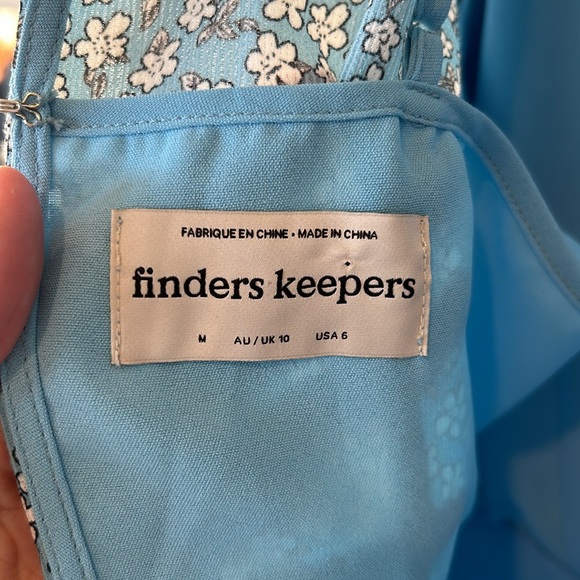 FABRIQUE EN CHINE • MADE IN CHINA
finders keepers
M AU / UK 10 USA 6